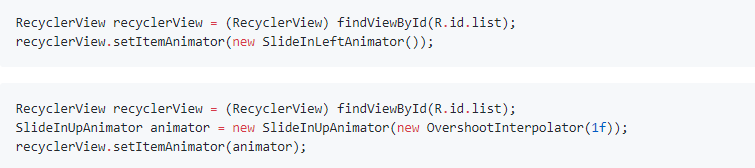 RecyclerView recyclerView = (RecyclerView) findViewById(R.id.list);
recyclerView.setItemAnimator(new SlideInLeftAnimator());
RecyclerView recyclerView = (RecyclerView) findViewById(R.id.list);
SlideInUpAnimator animator = new SlideInUpAnimator(new OvershootInterpolator(1f));
recyclerView.setItemAnimator(animator);